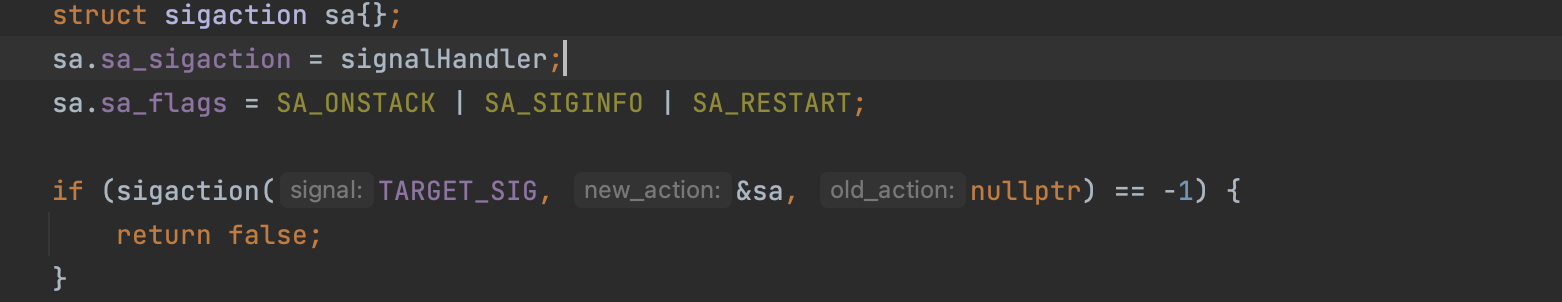 struct sigaction sa{};
sa.sa_sigaction = signalHandler;
sa.sa_flags = SA_ONSTACK | SA_SIGINFO | SA_RESTART;
if (sigaction( signal: TARGET_SIG, new_action: &sa, old_action: nullptr) == -1) {
return false;
}